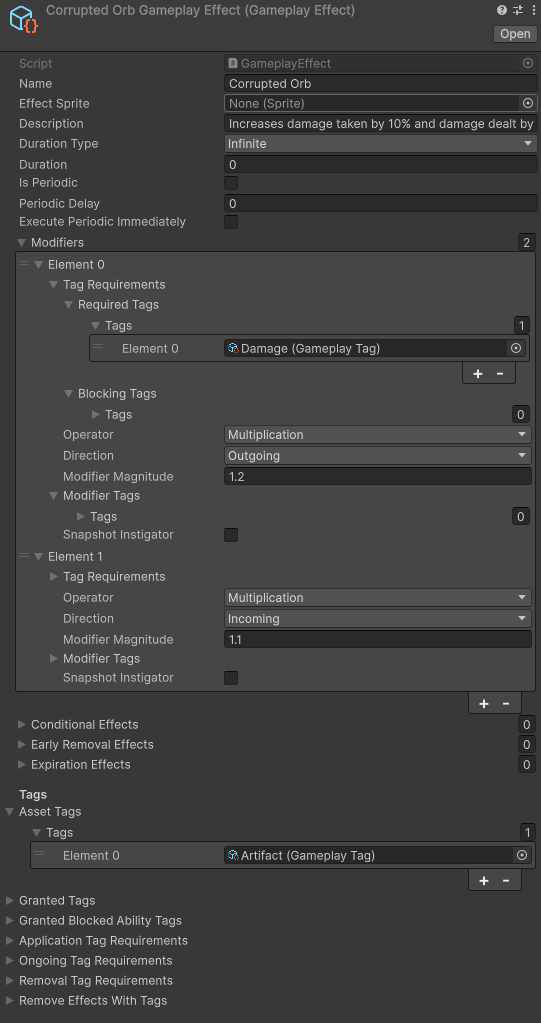 Corrupted Orb Gameplay Effect (Gameplay Effect)
Open
Script GameplayEffect
Name Corrupted Orb
Effect Sprite None (Sprite)
Description Increases damage taken by 10% and damage dealt by
Duration Type Infinite
Duration 0
Is Periodic
Periodic Delay 0
Execute Periodic Immediately
Modifiers 2
Element 0
Tag Requirements
Required Tags
Tags 1
Element 0 Damage (Gameplay Tag)
+ -
Blocking Tags
Tags 0
Operator Multiplication
Direction Outgoing
Modifier Magnitude 1.2
Modifier Tags
Tags 0
Snapshot Instigator
Element 1
Tag Requirements
Operator Multiplication
Direction Incoming
Modifier Magnitude 1.1
Modifier Tags
Snapshot Instigator
+ -
Conditional Effects 0
Early Removal Effects 0
Expiration Effects 0
Tags
Asset Tags
Tags 1
Element 0 Artifact (Gameplay Tag)
+ -
Granted Tags
Granted Blocked Ability Tags
Application Tag Requirements
Ongoing Tag Requirements
Removal Tag Requirements
Remove Effects With Tags